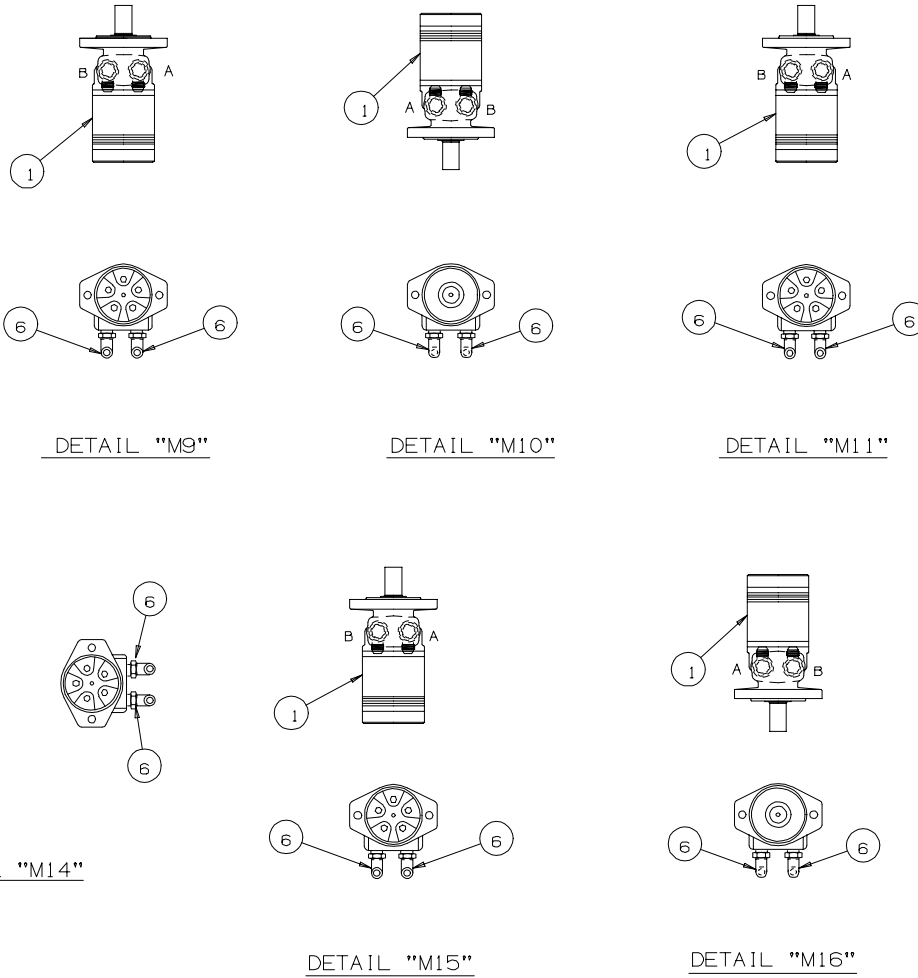 B A
1
A B
1
B A
1
6 6
6 6
6 6
DETAIL "M9"
DETAIL "M10"
DETAIL "M11"
6
6
B A
1
A B
1
6 6
6 6
"M14"
DETAIL "M15"
DETAIL "M16"